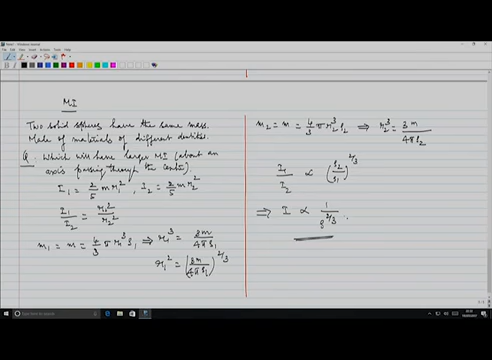 MI
Two solid spheres have the same mass.
Made of materials of different densities.
Q. Which will have larger MI (about an
axis passing through the centre)
I₁ = 2/5 m r₁², I₂ = 2/5 m r₂²
I₁/I₂ = r₁²/r₂²
m₁ = m = 4/3 π r₁³ ρ₁ ⇒ r₁³ = 3m/4πρ₁
r₁² = (3m/4πρ₁)^2/3
m₂ = m = 4/3 π r₂³ ρ₂ ⇒ r₂³ = 3m/4πρ₂
I₁/I₂ ∝ (ρ₂/ρ₁)^2/3
⇒ I ∝ 1/ρ^2/3 .